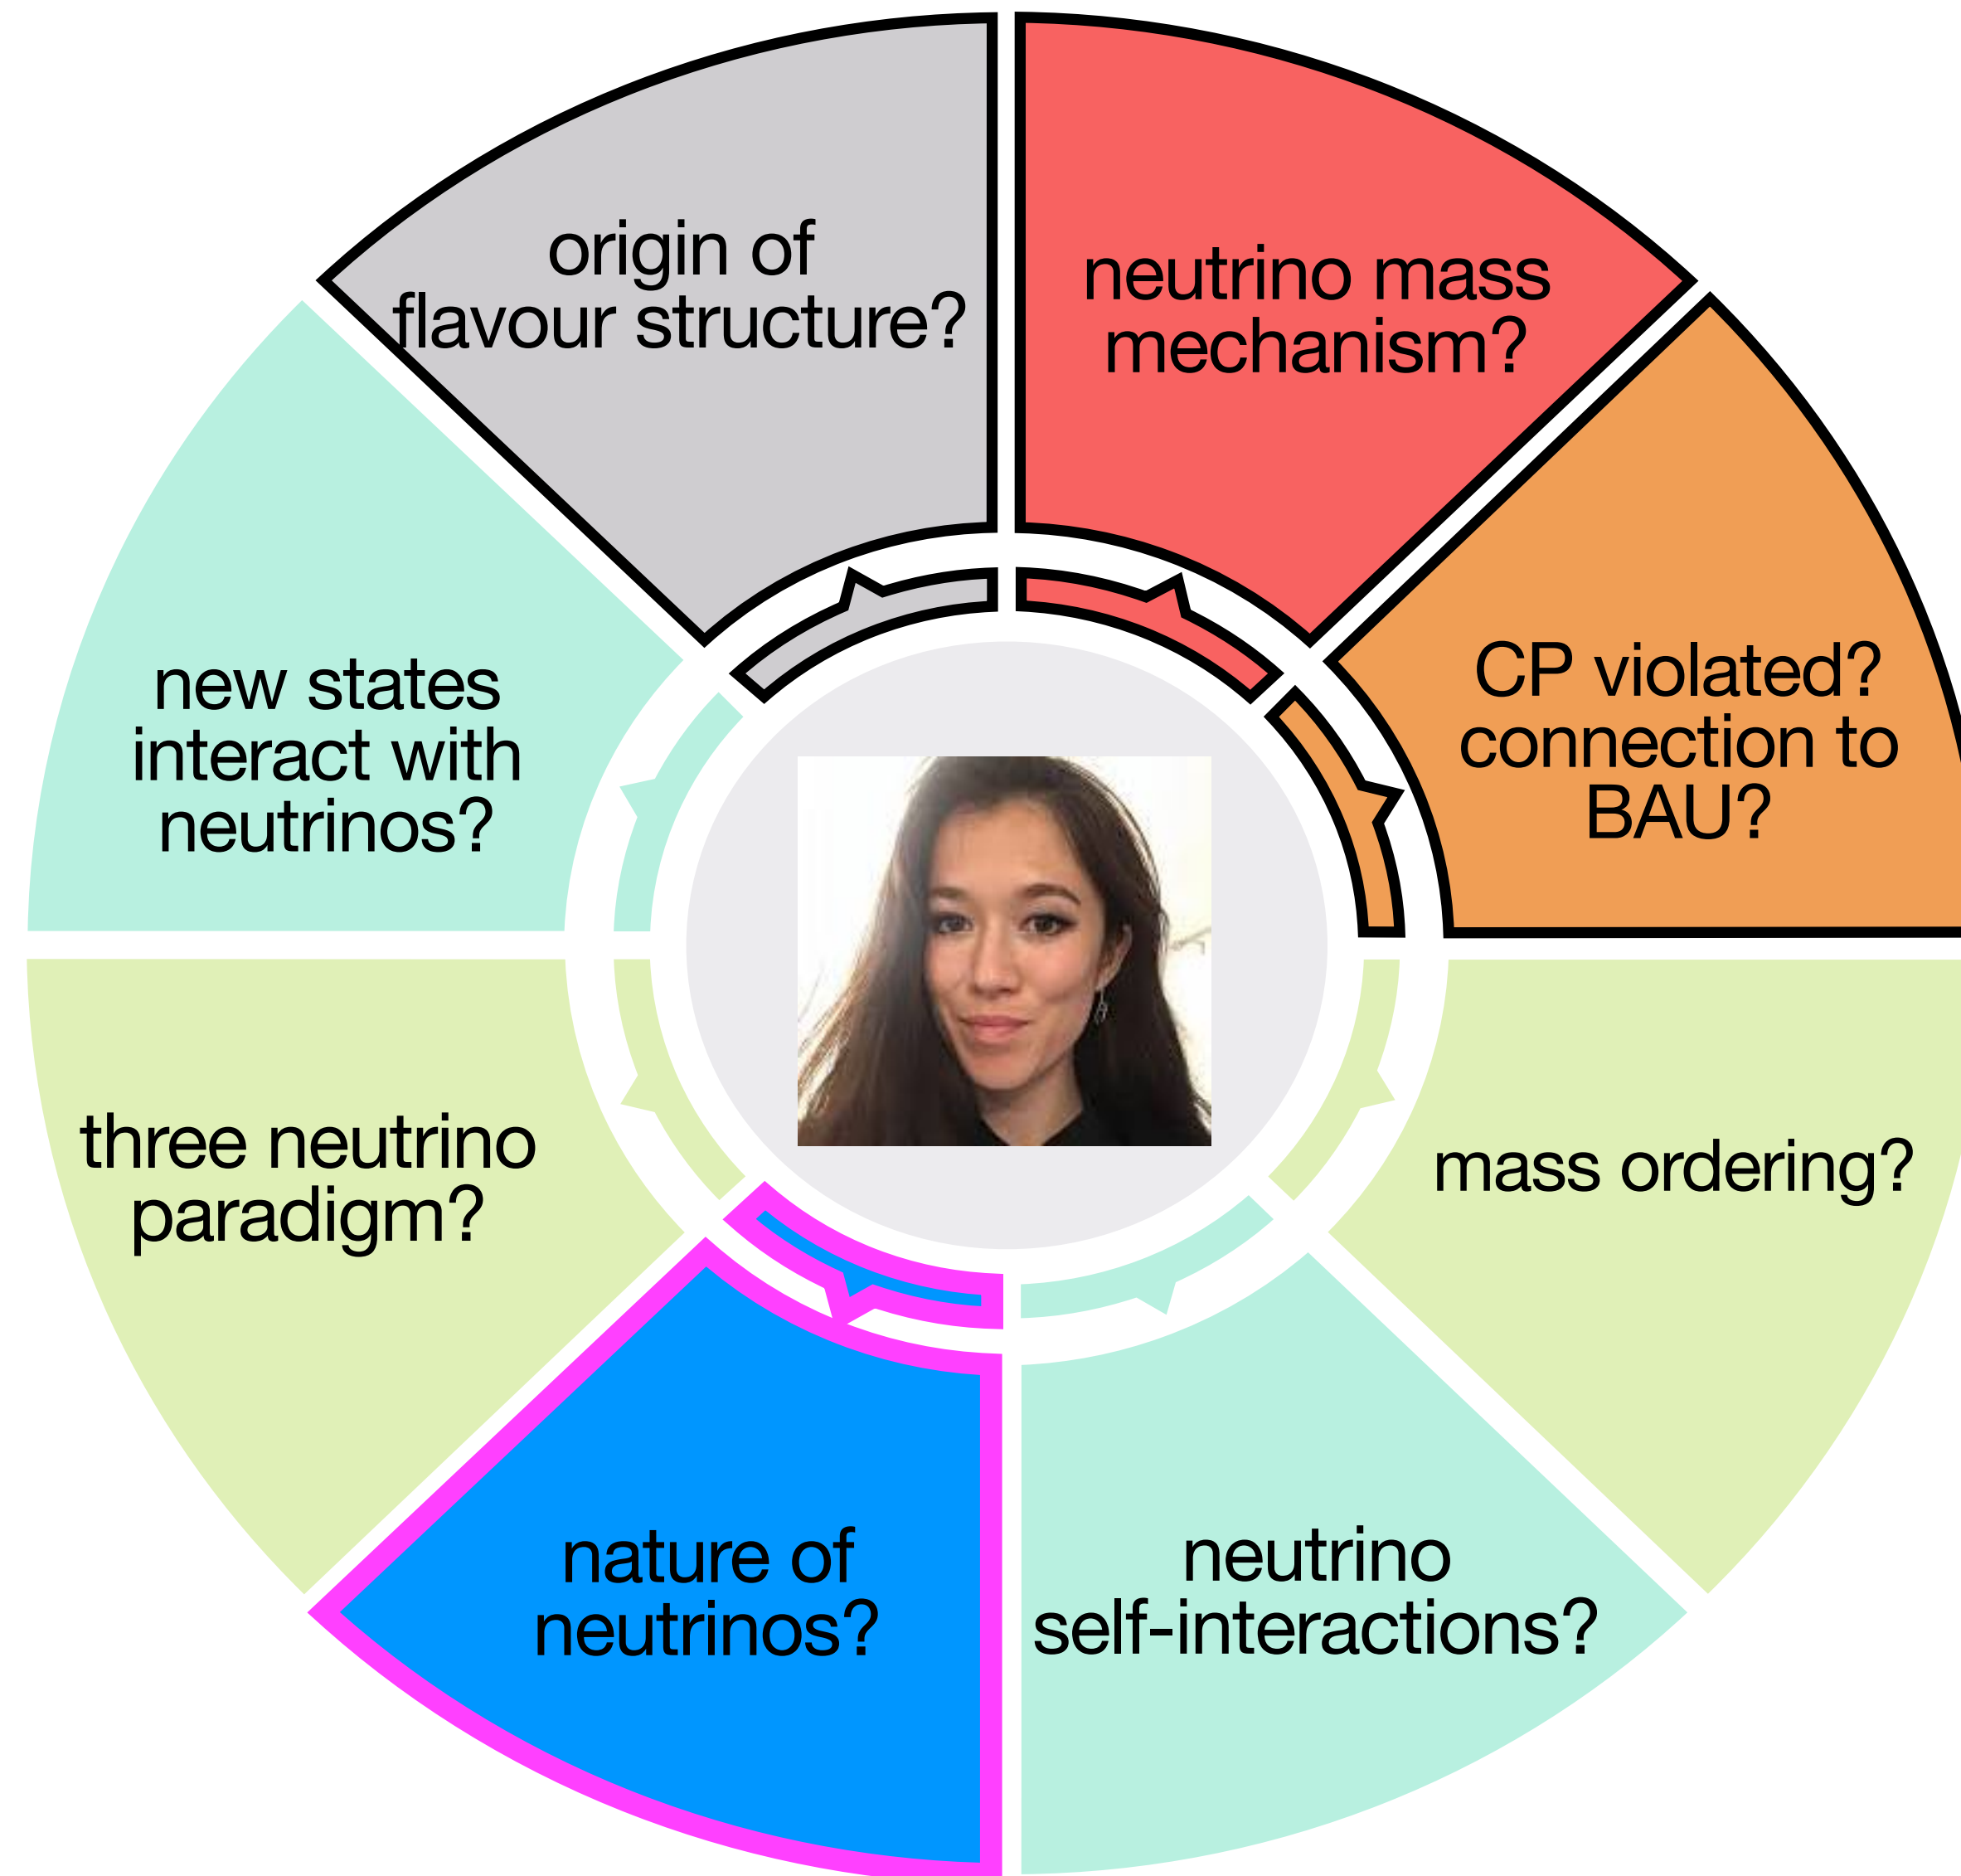 origin of
flavour structure?
neutrino mass
mechanism?
CP violated?
connection to
BAU?
mass ordering?
neutrino
self-interactions?
nature of
neutrinos?
three neutrino
paradigm?
new states
interact with
neutrinos?